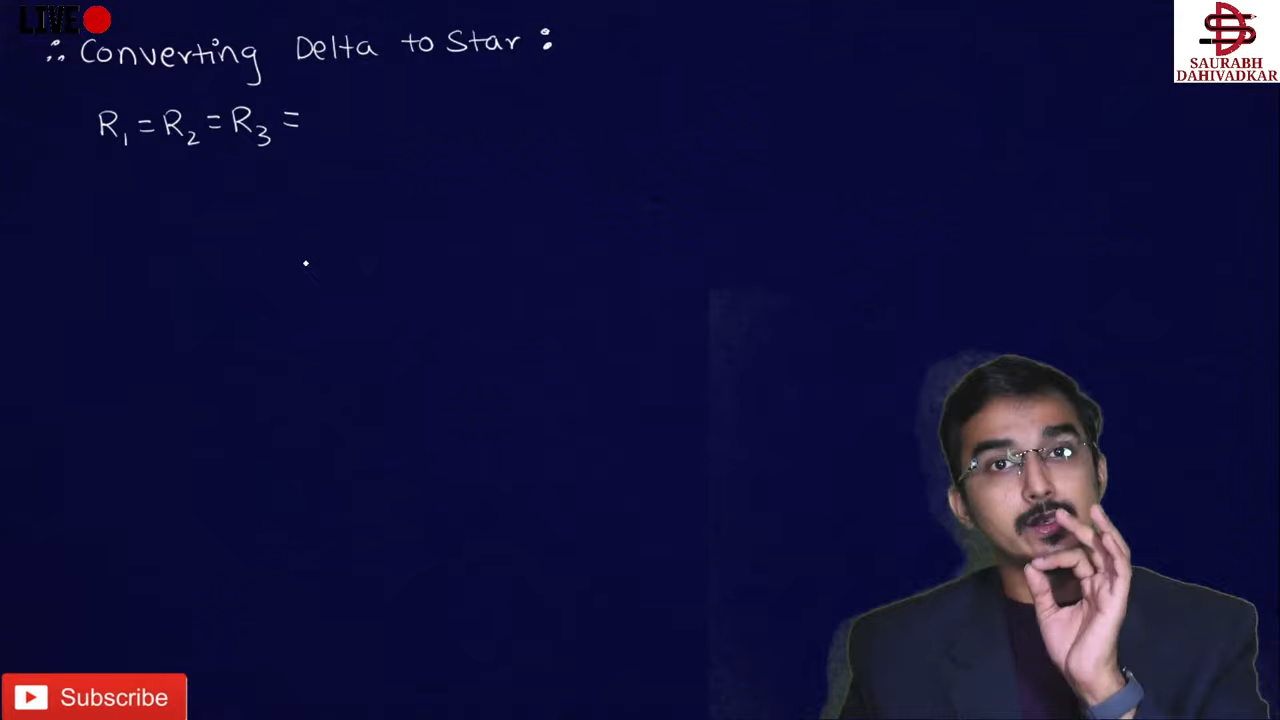 LIVE
∴ Converting Delta to Star :
R₁ = R₂ = R₃ =
SAURABH
DAHIVADKAR
Subscribe